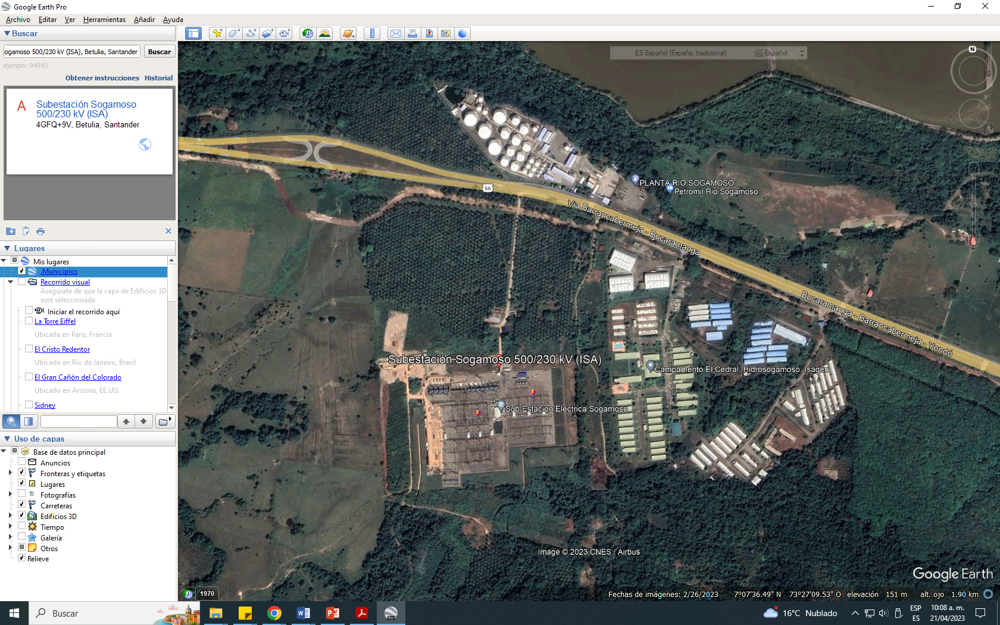 Google Earth Pro
Archivo Editar Ver Herramientas Añadir Ayuda
Buscar
ogamoso 500/230 kV (ISA), Betulia, Santander
Buscar
ejemplo: 94043
Obtener instrucciones Historial
A
Subestación Sogamoso
500/230 kV (ISA)
4GFQ+9V, Betulia, Santander
Lugares
Mis lugares
.Municipios
Recorrido visual
Asegúrate de que la capa de Edificios 3D
esté seleccionada
Iniciar el recorrido aquí
La Torre Eiffel
Ubicada en Paris, Francia
El Cristo Redentor
Ubicado en Rio de Janeiro, Brasil
El Gran Cañón del Colorado
Ubicado en Arizona, EE.UU.
Sidney
Uso de capas
Base de datos principal
Anuncios
Fronteras y etiquetas
Lugares
Fotografías
Carreteras
Edificios 3D
Tiempo
Galería
Otros
Relieve
ES Español (España, tradicional)
Español
N
PLANTA RIO SOGAMOSO
Petromil Rio Sogamoso
66
Vía Barrancabermeja - Bucaramanga
Bucaramanga - Barrancabermeja - Yondó
Subestación Sogamoso 500/230 kV (ISA)
Campamento El Cedral, Hidrosogamoso, Isagen
Sub Estacion Electrica Sogamoso
Image © 2023 CNES / Airbus
Google Earth
1970
Fechas de imágenes: 2/26/2023 7°07'36.49" N 73°27'09.53" O elevación 151 m alt. ojo 1.90 km
Buscar
16°C Nublado
ESP
ES
10:08 a. m.
21/04/2023